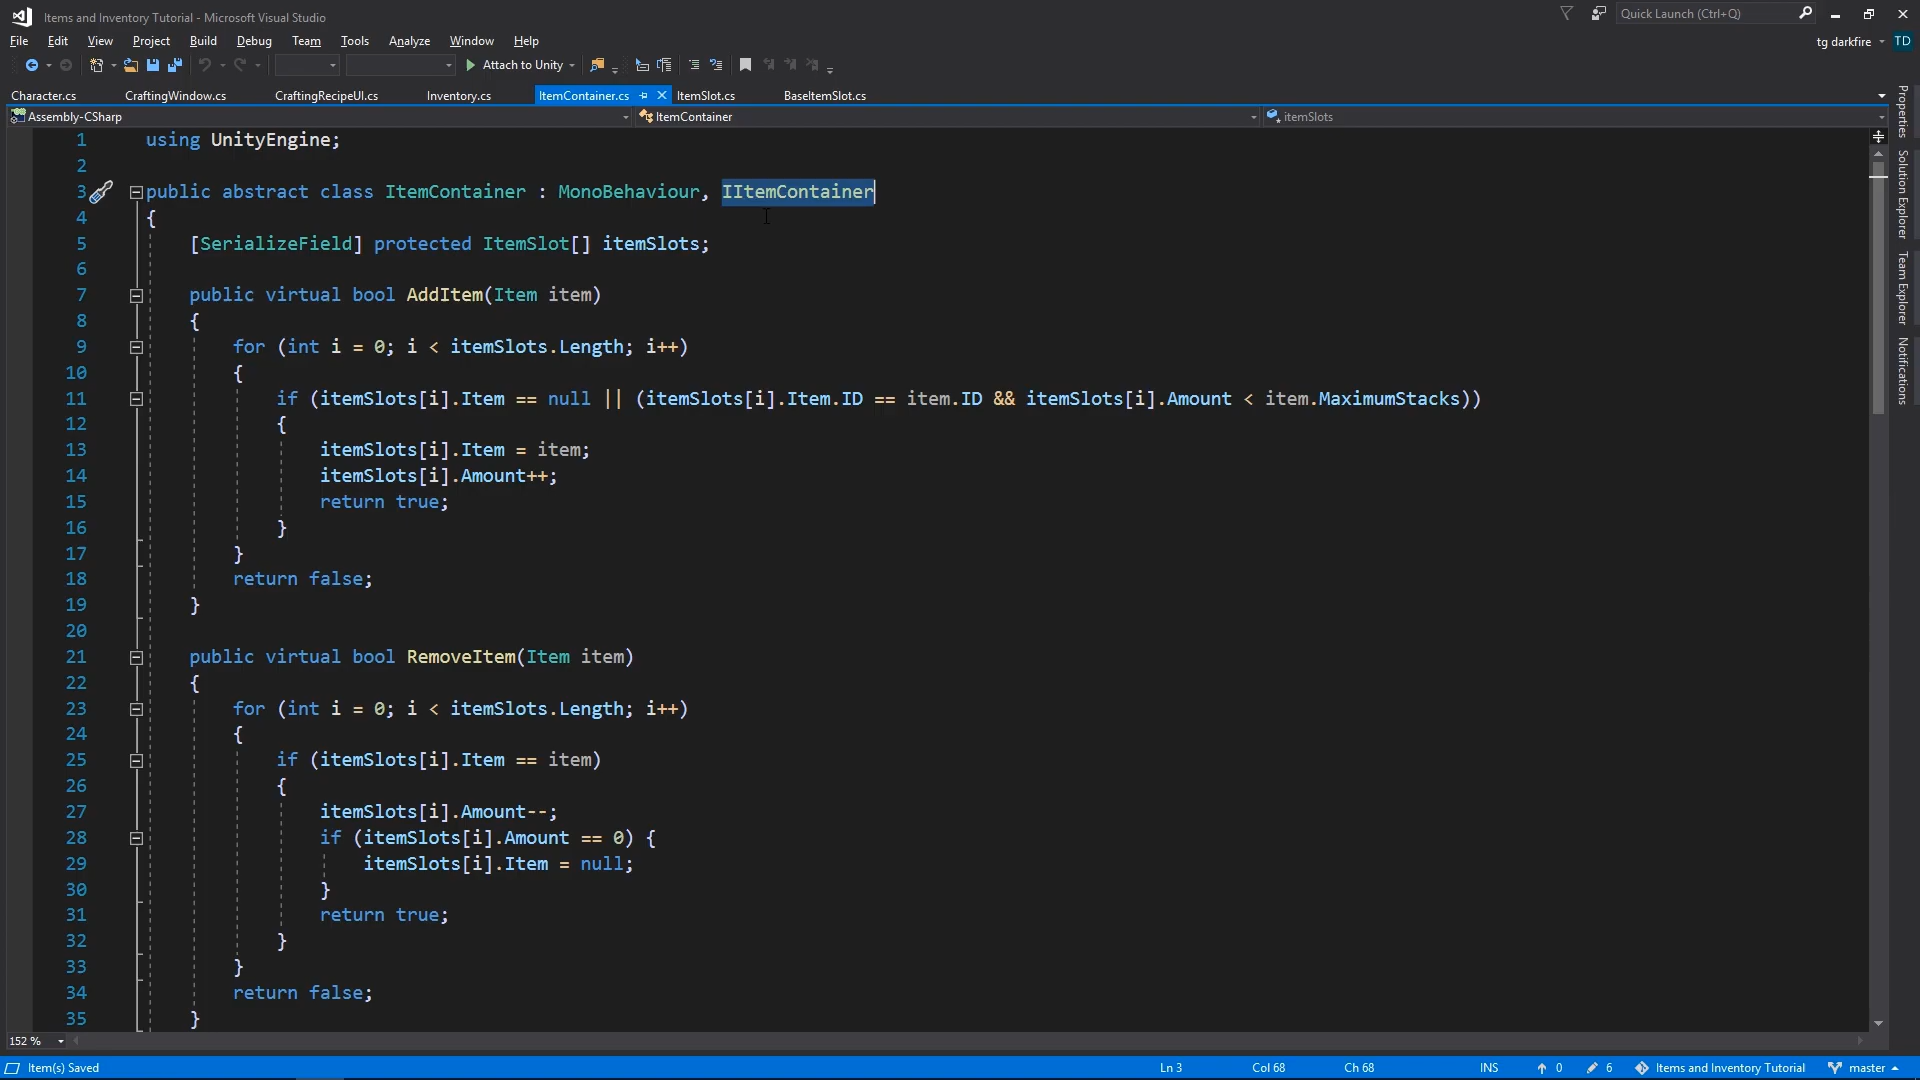 Items and Inventory Tutorial - Microsoft Visual Studio
Quick Launch (Ctrl+Q)
File Edit View Project Build Debug Team Tools Analyze Window Help
tg darkfire TD
Attach to Unity
Character.cs CraftingWindow.cs CraftingRecipeUI.cs Inventory.cs ItemContainer.cs ItemSlot.cs BaseItemSlot.cs
Assembly-CSharp ItemContainer itemSlots
1 using UnityEngine;
2
3 public abstract class ItemContainer : MonoBehaviour, IItemContainer
4 {
5 [SerializeField] protected ItemSlot[] itemSlots;
6
7 public virtual bool AddItem(Item item)
8 {
9 for (int i = 0; i < itemSlots.Length; i++)
10 {
11 if (itemSlots[i].Item == null || (itemSlots[i].Item.ID == item.ID && itemSlots[i].Amount < item.MaximumStacks))
12 {
13 itemSlots[i].Item = item;
14 itemSlots[i].Amount++;
15 return true;
16 }
17 }
18 return false;
19 }
20
21 public virtual bool RemoveItem(Item item)
22 {
23 for (int i = 0; i < itemSlots.Length; i++)
24 {
25 if (itemSlots[i].Item == item)
26 {
27 itemSlots[i].Amount--;
28 if (itemSlots[i].Amount == 0) {
29 itemSlots[i].Item = null;
30 }
31 return true;
32 }
33 }
34 return false;
35 }
Properties
Solution Explorer
Team Explorer
Notifications
152 %
Item(s) Saved Ln 3 Col 68 Ch 68 INS 0 6 Items and Inventory Tutorial master